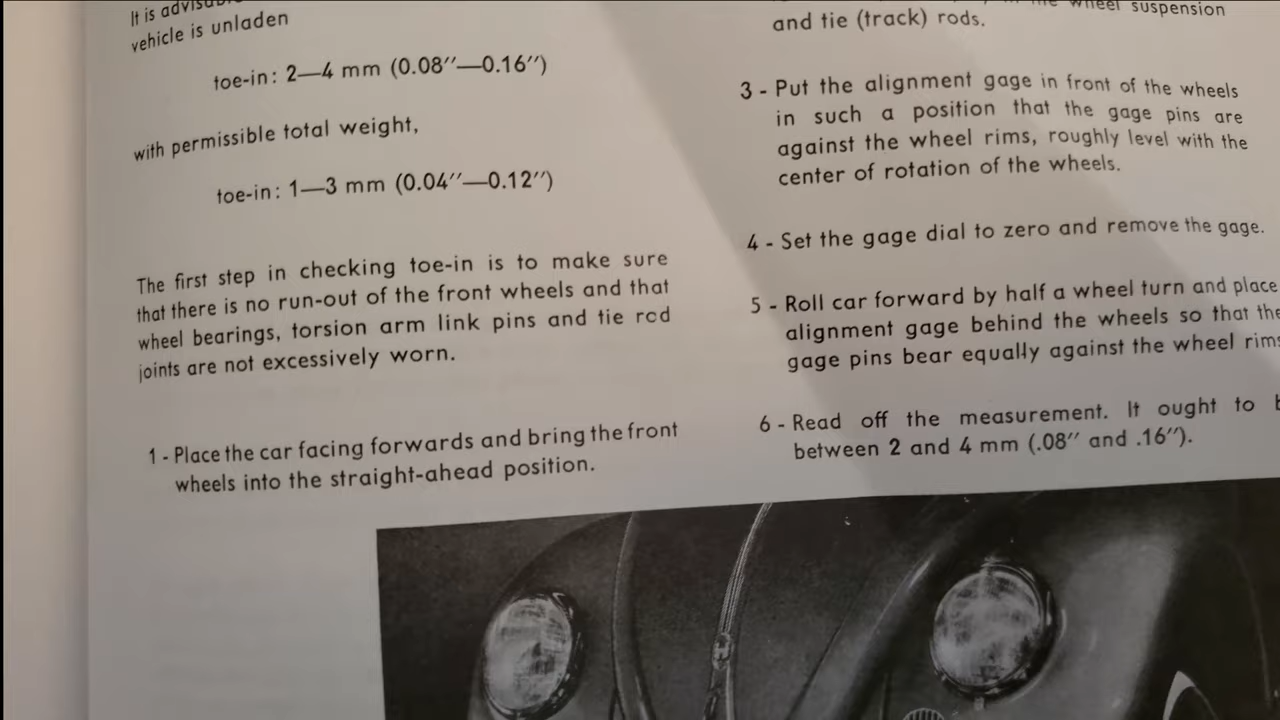 It is
vehicle is unladen
toe-in: 2—4 mm (0.08′′—0.16′′)
with permissible total weight,
toe-in: 1—3 mm (0.04′′—0.12′′)
The first step in checking toe-in is to make sure
that there is no run-out of the front wheels and that
wheel bearings, torsion arm link pins and tie rod
joints are not excessively worn.
1 - Place the car facing forwards and bring the front
wheels into the straight-ahead position.
wheel suspension
and tie (track) rods.
3 - Put the alignment gage in front of the wheels
in such a position that the gage pins are
against the wheel rims, roughly level with the
center of rotation of the wheels.
4 - Set the gage dial to zero and remove the gage.
5 - Roll car forward by half a wheel turn and place
alignment gage behind the wheels so that the
gage pins bear equally against the wheel rims
6 - Read off the measurement. It ought to
between 2 and 4 mm (.08′′ and .16′′).